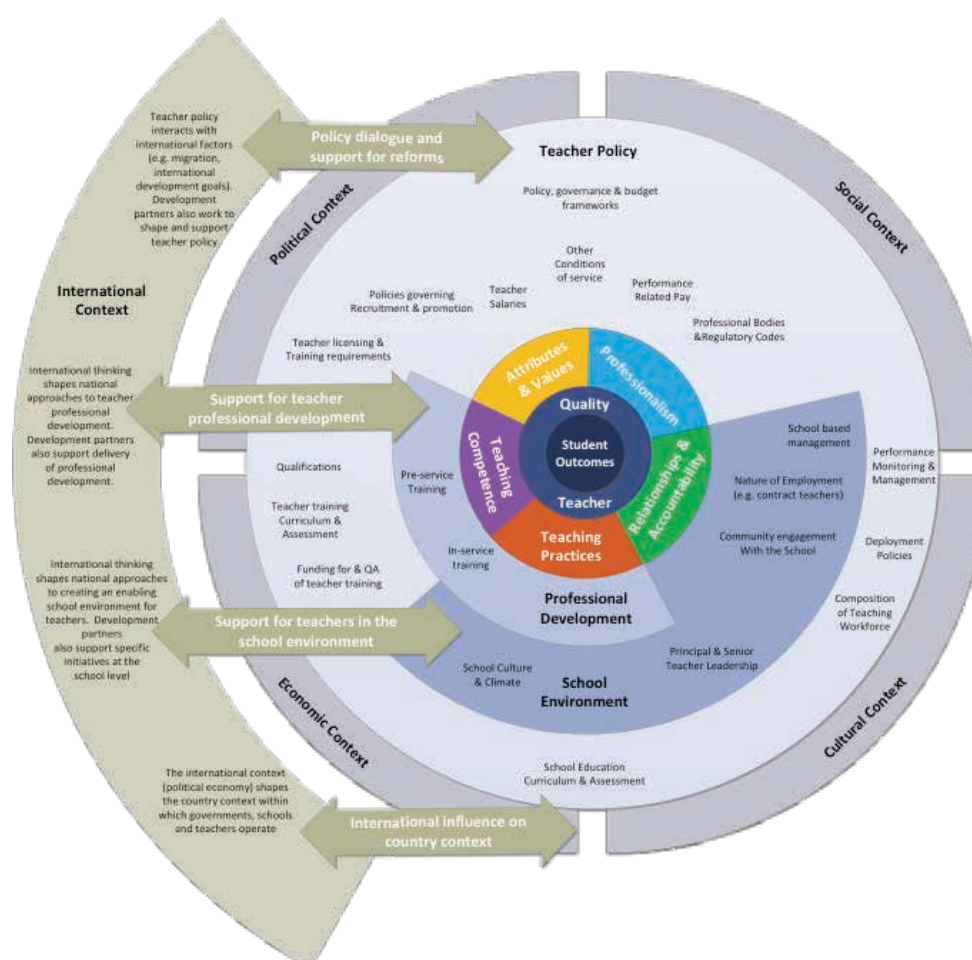 Teacher policy
interacts with
international factors
(e.g. migration,
international
development goals).
Development
partners also work to
shape and support
teacher policy
International
Context
International thinking
shapes national
approaches to teacher
professional
development.
Development partners
also support delivery
of professional
development.
International thinking
shapes national approaches
to creating an enabling
school environment for
teachers. Development
partners
also support specific
initiatives at the
school level
The international context
(political economy) shapes
the country context within
which governments, schools
and teachers operate
Policy dialogue and
support for reforms
Support for teacher
professional development
Support for teachers in the
school environment
International influence on
country context
Political Context
Social Context
Economic Context
Cultural Context
Teacher Policy
Policy, governance & budget
frameworks
Other
Conditions
of service
Policies governing
Recruitment & promotion
Teacher
Salaries
Performance
Related Pay
Professional Bodies
&Regulatory Codes
Teacher licensing &
Training requirements
Attributes
& Values
Professionalism
Quality
Student
Outcomes
Teacher
Teaching
Competence
Relationships &
Accountability
Teaching
Practices
School based
management
Performance
Monitoring &
Management
Nature of Employment
(e.g. contract teachers)
Qualifications
Pre-service
Training
Teacher training
Curriculum &
Assessment
Community engagement
With the School
Deployment
Policies
In-service
training
Funding for & QA
of teacher training
Professional
Development
Composition
of Teaching
Workforce
School Culture
& Climate
Principal & Senior
Teacher Leadership
School
Environment
School Education
Curriculum & Assessment